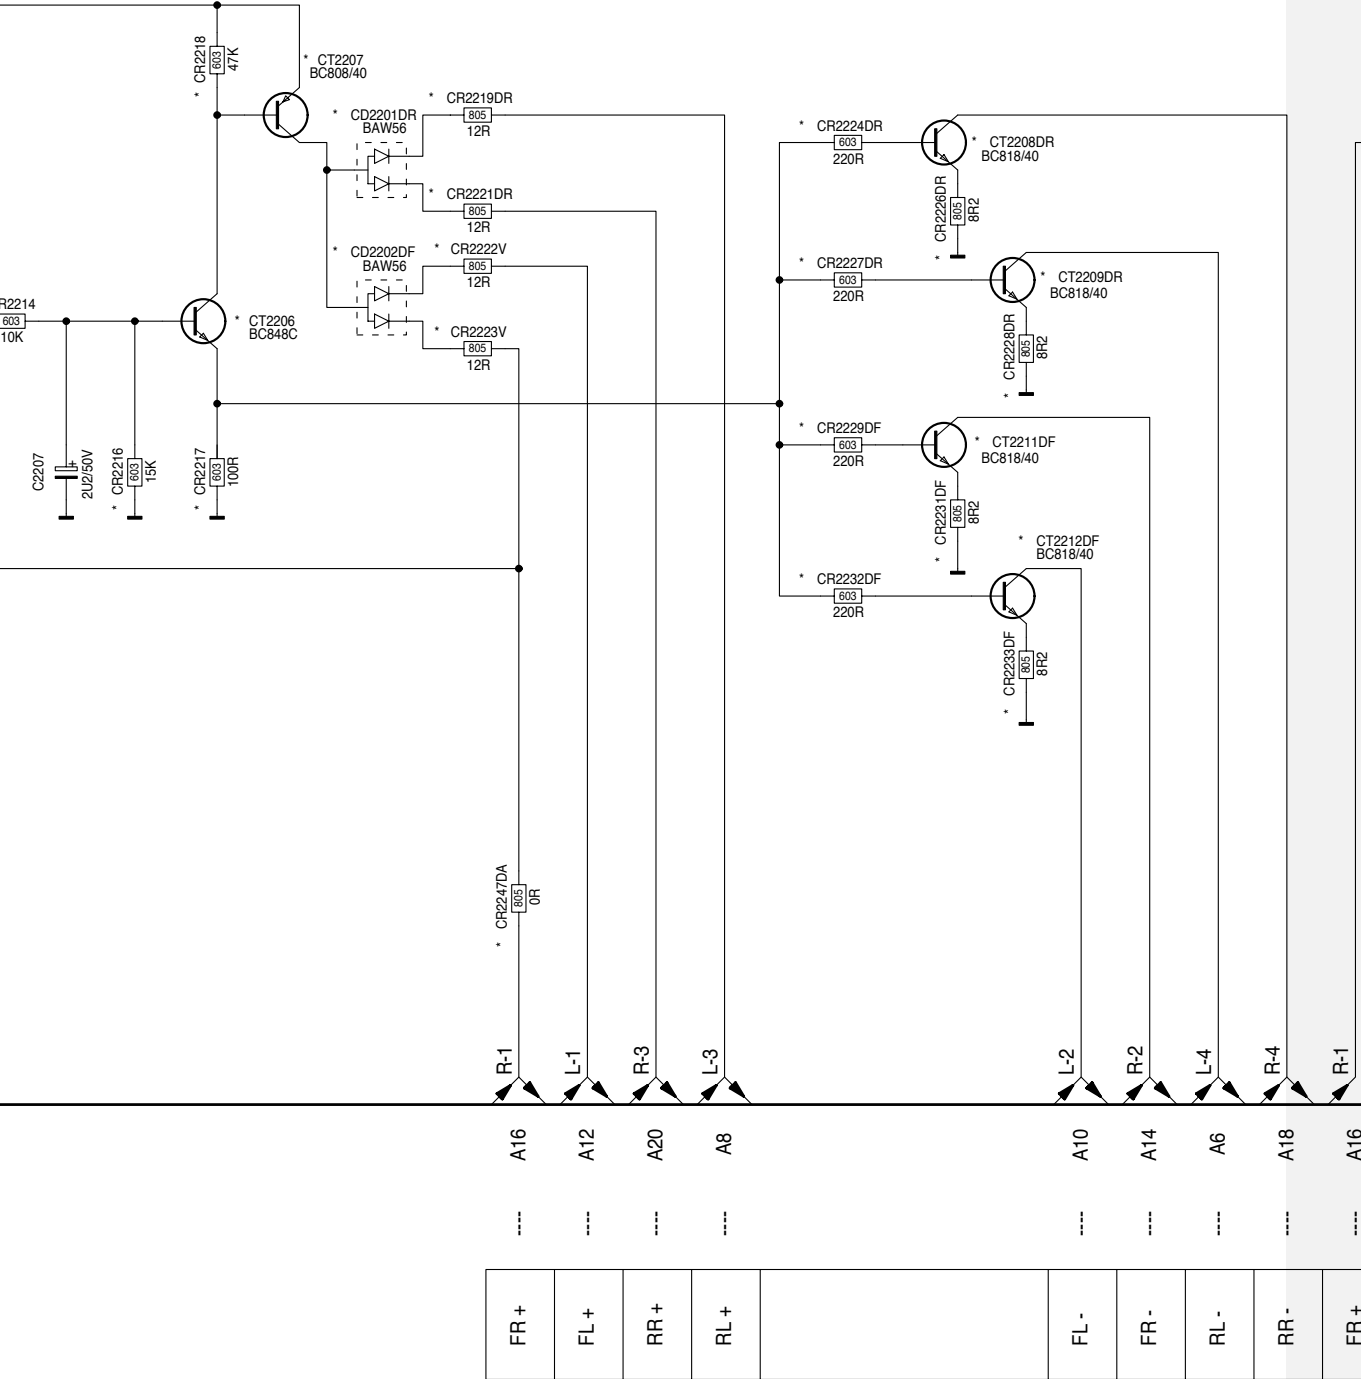 * CR2218
603
47K
* CT2207
BC808/40
* CD2201DR
BAW56
* CR2219DR
805
12R
* CR2221DR
805
12R
* CD2202DF
BAW56
* CR2222V
805
12R
* CR2223V
805
12R
R2214
603
10K
* CT2206
BC848C
C2207
+
2U2/50V
* CR2216
603
15K
* CR2217
603
100R
* CR2224DR
603
220R
* CT2208DR
BC818/40
* CR2226DR
805
8R2
* CR2227DR
603
220R
* CT2209DR
BC818/40
* CR2228DR
805
8R2
* CR2229DF
603
220R
* CT2211DF
BC818/40
* CR2231DF
805
8R2
* CT2212DF
BC818/40
* CR2232DF
603
220R
* CR2233DF
805
8R2
* CR2247DA
805
0R
R-1 L-1 R-3 L-3 L-2 R-2 L-4 R-4 R-1
A16 A12 A20 A8 A10 A14 A6 A18 A16
---- ---- ---- ---- ---- ---- ---- ---- ----
FR + FL + RR + RL + FL - FR - RL - RR - FR +